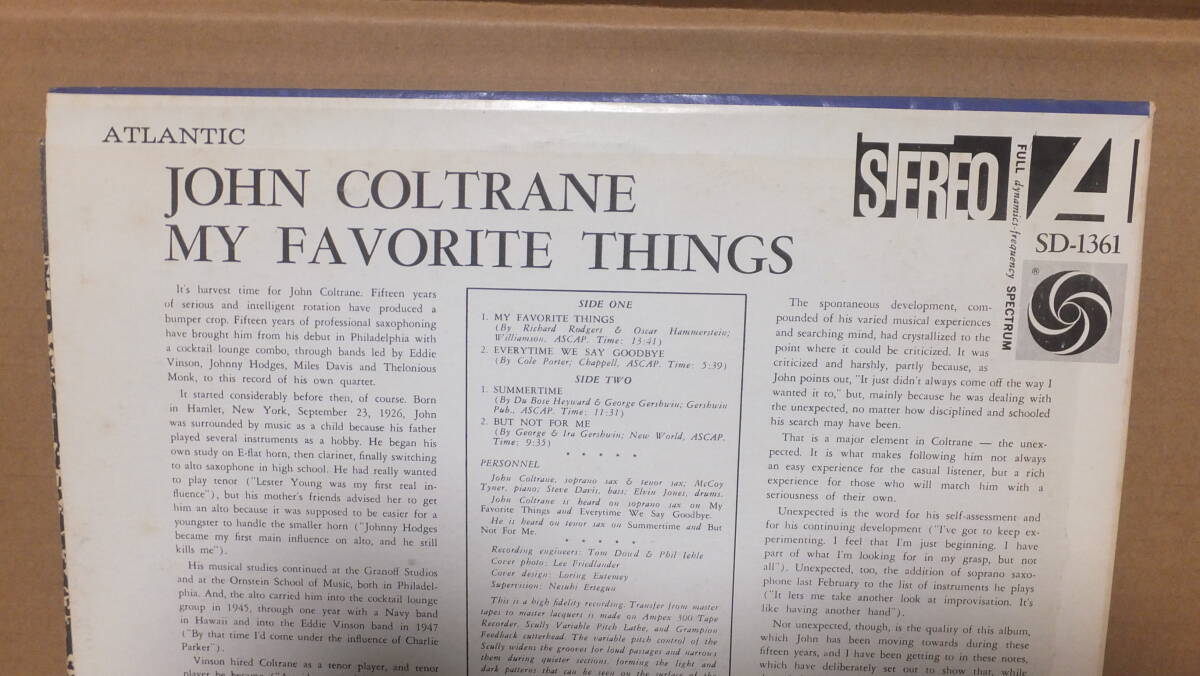 ATLANTIC
JOHN COLTRANE
MY FAVORITE THINGS
STEREO
A
FULL dynamics-frequency SPECTRUM
SD-1361
®
It's harvest time for John Coltrane. Fifteen years
of serious and intelligent rotation have produced a
bumper crop. Fifteen years of professional saxophoning
have brought him from his debut in Philadelphia with
a cocktail lounge combo, through bands led by Eddie
Vinson, Johnny Hodges, Miles Davis and Thelonious
Monk, to this record of his own quartet.
It started considerably before then, of course. Born
in Hamlet, New York, September 23, 1926, John
was surrounded by music as a child because his father
played several instruments as a hobby. He began his
own study on E-flat horn, then clarinet, finally switching
to alto saxophone in high school. He had really wanted
to play tenor ("Lester Young was my first real in-
fluence"), but his mother's friends advised her to get
him an alto because it was supposed to be easier for a
youngster to handle the smaller horn ("Johnny Hodges
became my first main influence on alto, and he still
kills me").
His musical studies continued at the Granoff Studios
and at the Ornstein School of Music, both in Philadel-
phia. And, the alto carried him into the cocktail lounge
group in 1945, through one year with a Navy band
in Hawaii and into the Eddie Vinson band in 1947
("By that time I'd come under the influence of Charlie
Parker").
Vinson hired Coltrane as a tenor player, and tenor
SIDE ONE
1. MY FAVORITE THINGS
(By Richard Rodgers & Oscar Hammerstein;
Williamson, ASCAP. Time: 13:41)
2. EVERYTIME WE SAY GOODBYE
(By Cole Porter; Chappell, ASCAP. Time: 5:39)
SIDE TWO
1. SUMMERTIME
(By Du Bose Heyward & George Gershwin; Gershwin
Pub., ASCAP. Time: 11:31)
2. BUT NOT FOR ME
(By George & Ira Gershwin; New World, ASCAP.
Time: 9:35)
* * * * *
PERSONNEL
John Coltrane, soprano sax & tenor sax; McCoy
Tyner, piano; Steve Davis, bass; Elvin Jones, drums.
John Coltrane is heard on soprano sax on My
Favorite Things and Everytime We Say Goodbye.
He is heard on tenor sax on Summertime and But
Not For Me.
* * * * *
Recording engineers: Tom Dowd & Phil Iehle
Cover photo: Lee Friedlander
Cover design: Loring Eutemey
Supervision: Nesuhi Ertegun
This is a high fidelity recording. Transfer from master
tapes to master lacquers is made on Ampex 300 Tape
Recorder, Scully Variable Pitch Lathe, and Grampion
Feedback cutterhead. The variable pitch control of the
Scully widens the grooves for loud passages and narrows
them during quieter sections, forming the light and
dark patterns that can be seen on the surface of the
The spontaneous development, com-
pounded of his varied musical experiences
and searching mind, had crystallized to the
point where it could be criticized. It was
criticized and harshly, partly because, as
John points out, "It just didn't always come off the way I
wanted it to," but, mainly because he was dealing with
the unexpected, no matter how disciplined and schooled
his search may have been.
That is a major element in Coltrane — the unex-
pected. It is what makes following him not always
an easy experience for the casual listener, but a rich
experience for those who will match him with a
seriousness of their own.
Unexpected is the word for his self-assessment and
for his continuing development ("I've got to keep ex-
perimenting. I feel that I'm just beginning. I have
part of what I'm looking for in my grasp, but not
all"). Unexpected, too, the addition of soprano saxo-
phone last February to the list of instruments he plays
("It lets me take another look at improvisation. It's
like having another hand").
Not unexpected, though, is the quality of this album,
which John has been moving towards during these
fifteen years, and I have been getting to in these notes,
which have deliberately set out to show that, while